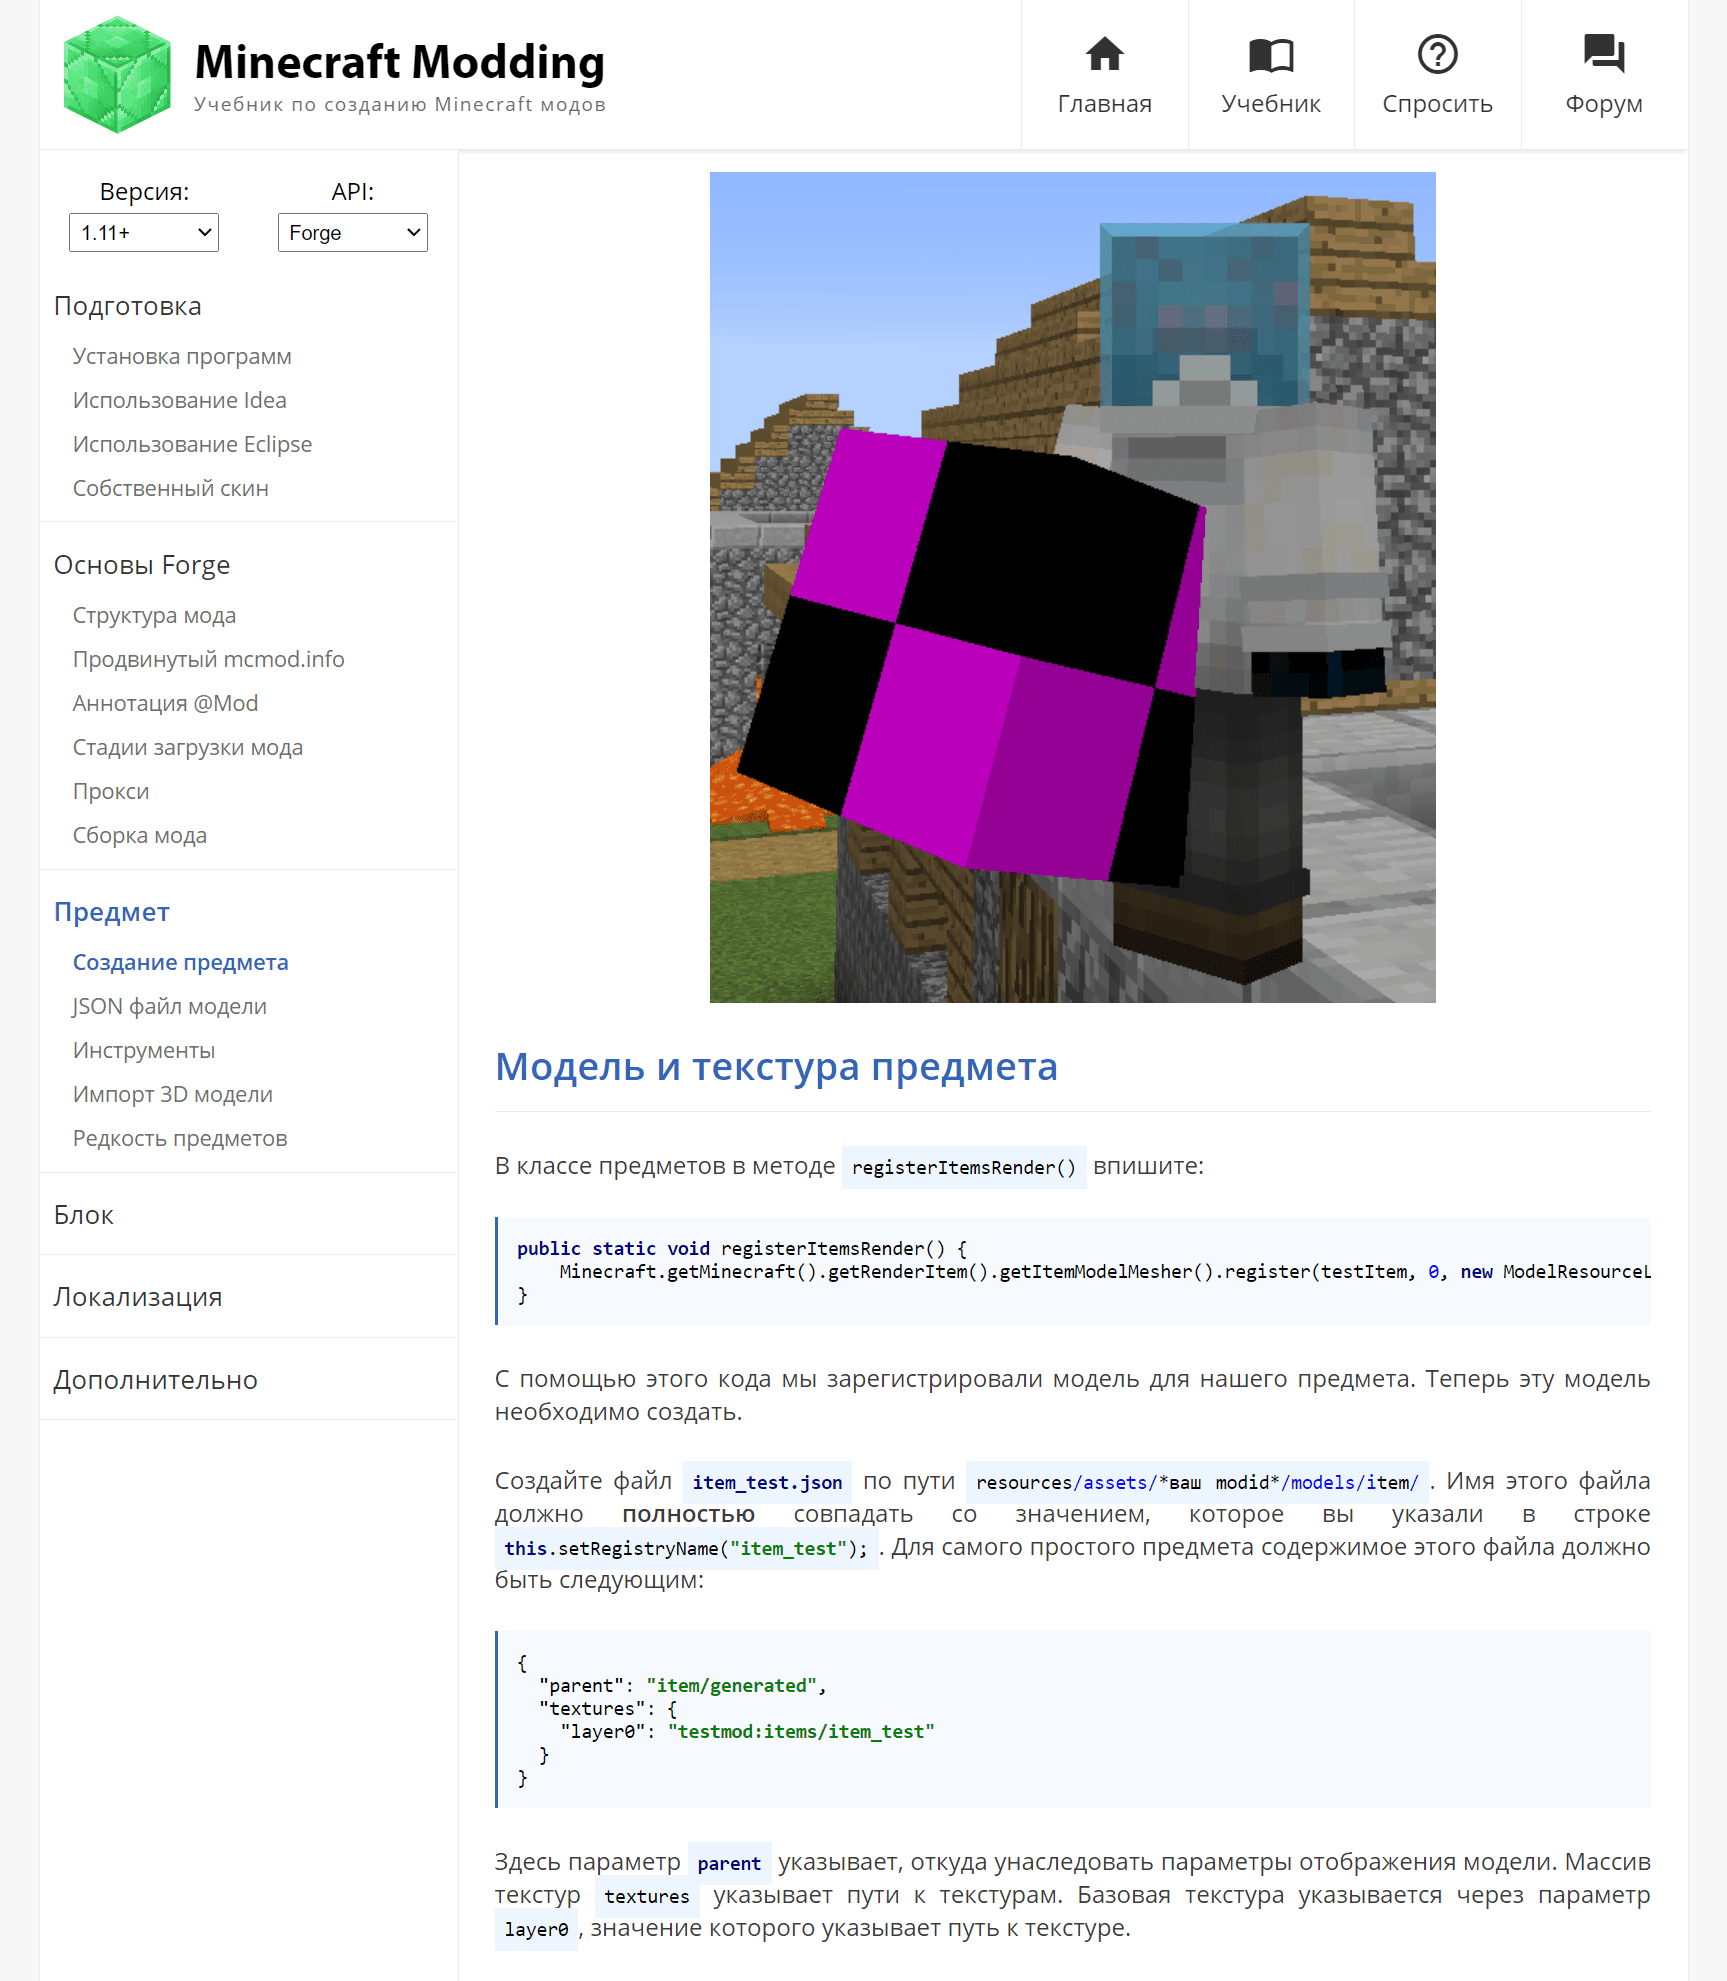 Minecraft Modding
Учебник по созданию Minecraft модов
Главная
Учебник
Спросить
Форум
Версия:
API:
1.11+
Forge
Подготовка
Установка программ
Использование Idea
Использование Eclipse
Собственный скин
Основы Forge
Структура мода
Продвинутый mcmod.info
Аннотация @Mod
Стадии загрузки мода
Прокси
Сборка мода
Предмет
Создание предмета
JSON файл модели
Инструменты
Импорт 3D модели
Редкость предметов
Блок
Локализация
Дополнительно
Модель и текстура предмета
В классе предметов в методе registerItemsRender() впишите:
public static void registerItemsRender() {
Minecraft.getMinecraft().getRenderItem().getItemModelMesher().register(testItem, 0, new ModelResourceL
}
С помощью этого кода мы зарегистрировали модель для нашего предмета. Теперь эту модель
необходимо создать.
Создайте файл item_test.json по пути resources/assets/*ваш modid*/models/item/ . Имя этого файла
должно полностью совпадать со значением, которое вы указали в строке
this.setRegistryName("item_test"); . Для самого простого предмета содержимое этого файла должно
быть следующим:
{
"parent": "item/generated",
"textures": {
"layer0": "testmod:items/item_test"
}
}
Здесь параметр parent указывает, откуда унаследовать параметры отображения модели. Массив
текстур textures указывает пути к текстурам. Базовая текстура указывается через параметр
layer0 , значение которого указывает путь к текстуре.